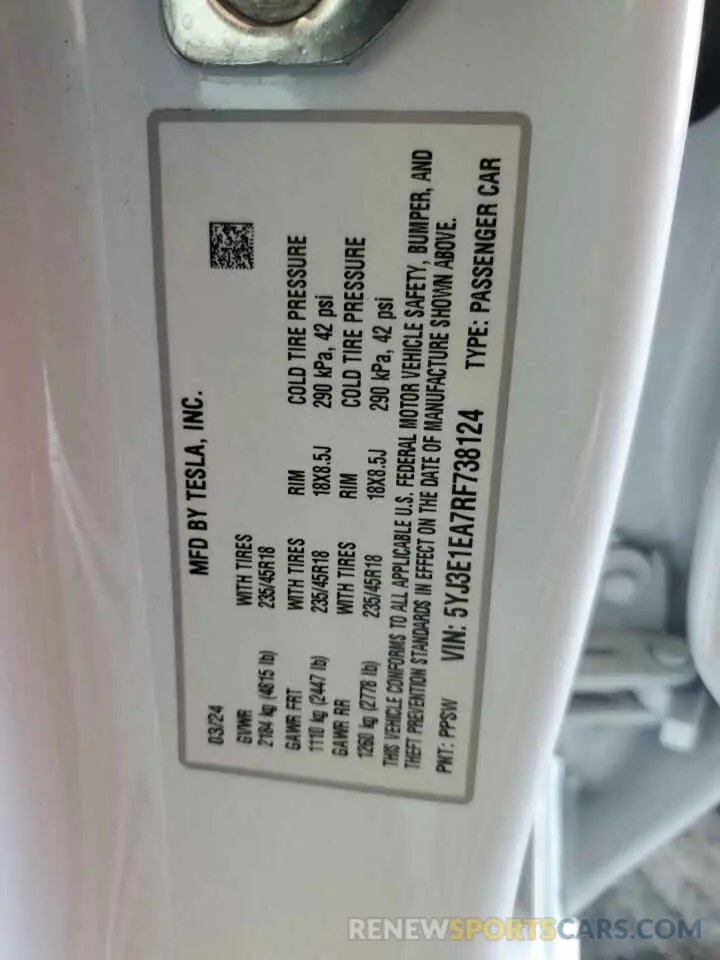 MFD BY TESLA, INC.
03/24
GVWR WITH TIRES
2184 kg (4815 lb) 235/45R18
GAWR FRT WITH TIRES RIM COLD TIRE PRESSURE
1110 kg (2447 lb) 235/45R18 18X8.5J 290 kPa, 42 psi
GAWR RR WITH TIRES RIM COLD TIRE PRESSURE
1260 kg (2778 lb) 235/45R18 18X8.5J 290 kPa, 42 psi
THIS VEHICLE CONFORMS TO ALL APPLICABLE U.S. FEDERAL MOTOR VEHICLE SAFETY, BUMPER, AND
THEFT PREVENTION STANDARDS IN EFFECT ON THE DATE OF MANUFACTURE SHOWN ABOVE.
PNT: PPSW VIN: 5YJ3E1EA7RF738124 TYPE: PASSENGER CAR
RENEWSPORTSCARS.COM